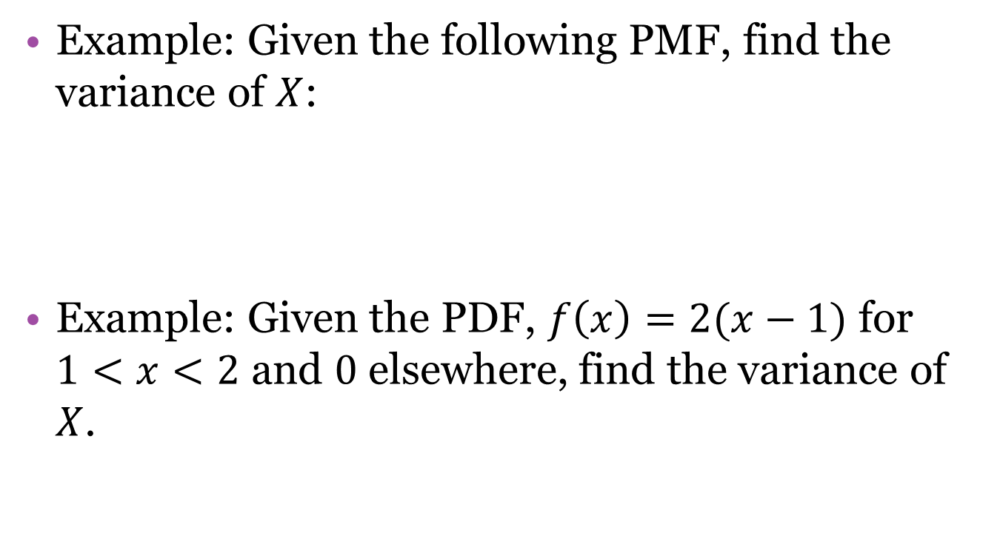 • Example: Given the following PMF, find the
variance of X:
• Example: Given the PDF, f(x) = 2(x − 1) for
1 < x < 2 and 0 elsewhere, find the variance of
X.